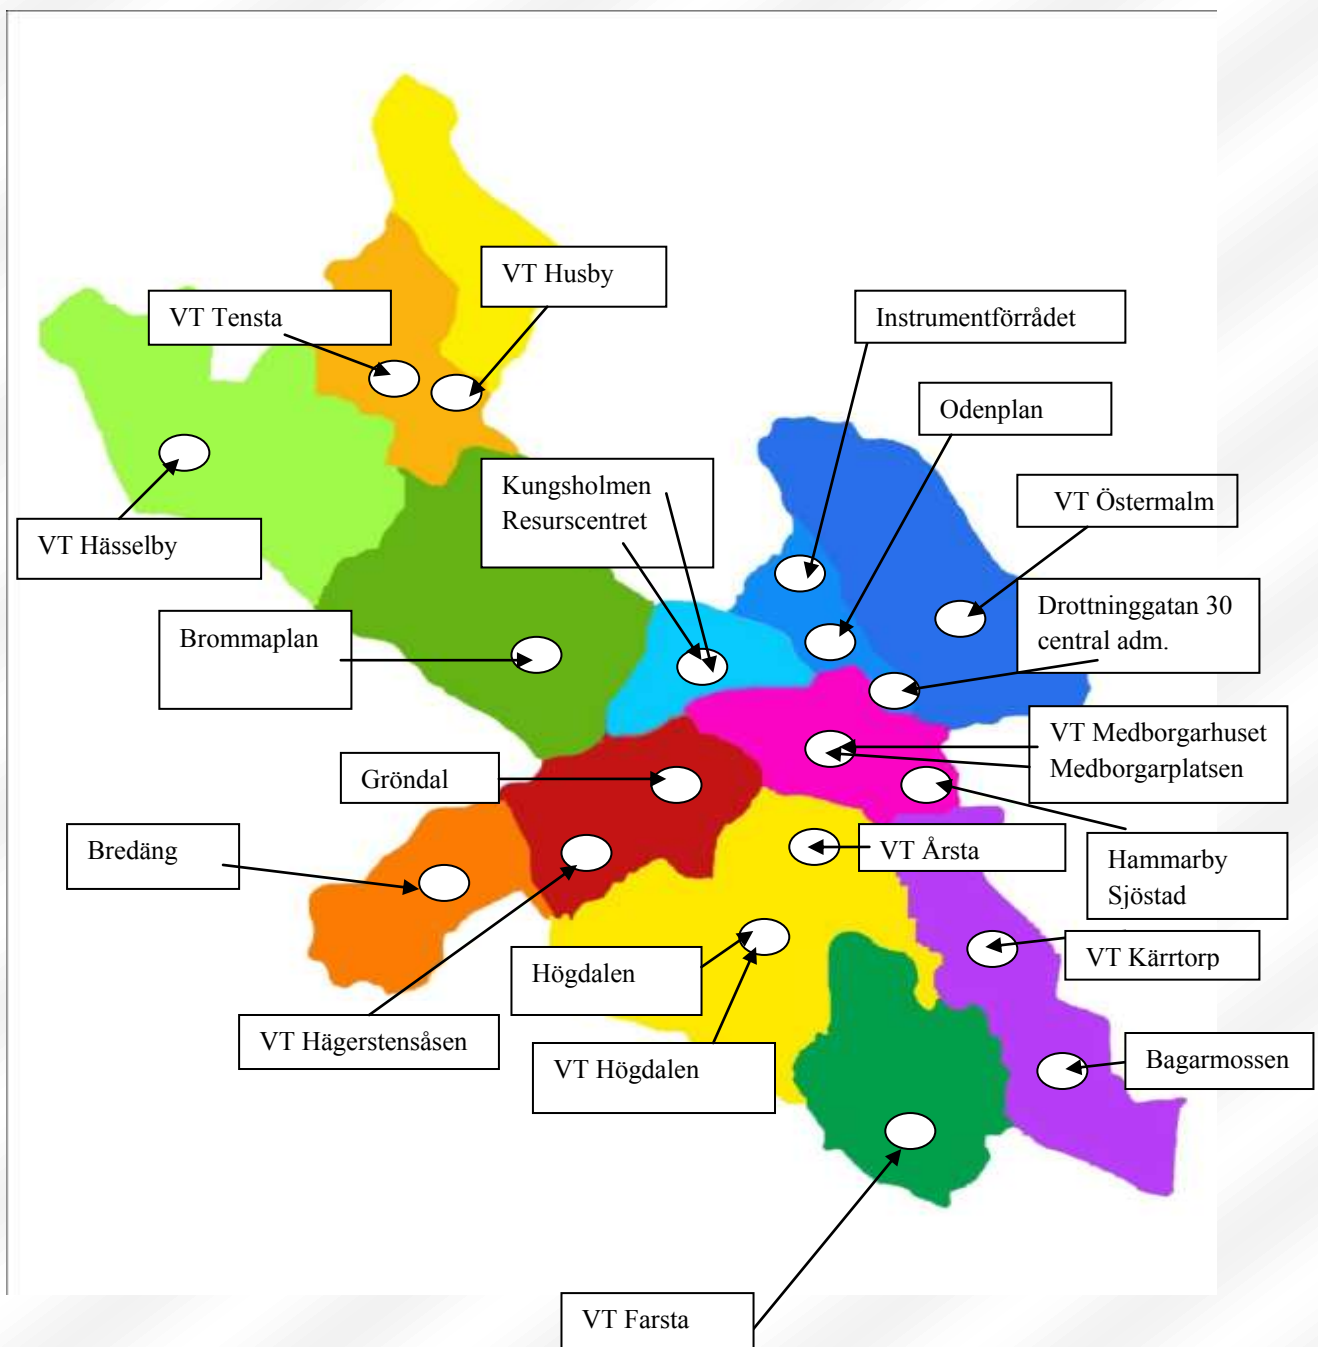 VT Husby
VT Tensta
Instrumentförrådet
Odenplan
Kungsholmen
Resurscentret
VT Östermalm
VT Hässelby
Drottninggatan 30
central adm.
Brommaplan
VT Medborgarhuset
Medborgarplatsen
Gröndal
Bredäng
VT Årsta
Hammarby
Sjöstad
Högdalen
VT Kärrtorp
VT Hägerstensåsen
VT Högdalen
Bagarmossen
VT Farsta